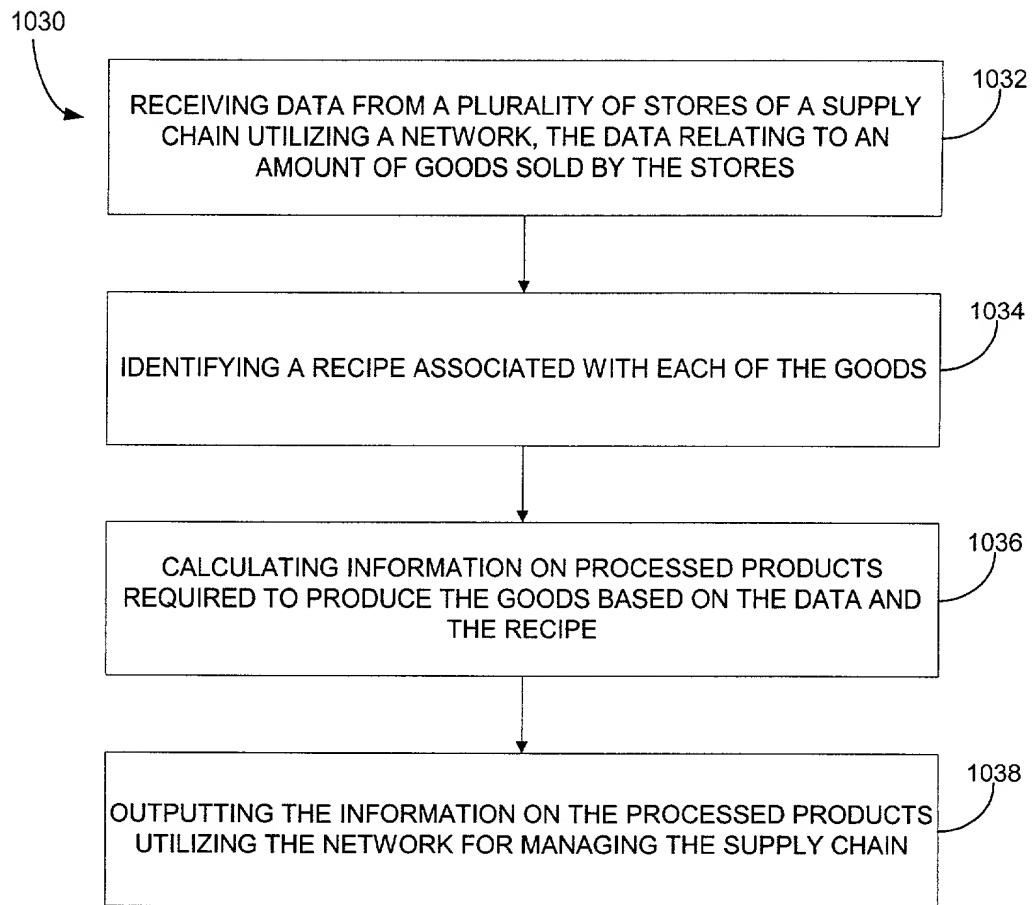 1030
1032
RECEIVING DATA FROM A PLURALITY OF STORES OF A SUPPLY
CHAIN UTILIZING A NETWORK, THE DATA RELATING TO AN
AMOUNT OF GOODS SOLD BY THE STORES
1034
IDENTIFYING A RECIPE ASSOCIATED WITH EACH OF THE GOODS
1036
CALCULATING INFORMATION ON PROCESSED PRODUCTS
REQUIRED TO PRODUCE THE GOODS BASED ON THE DATA AND
THE RECIPE
1038
OUTPUTTING THE INFORMATION ON THE PROCESSED PRODUCTS
UTILIZING THE NETWORK FOR MANAGING THE SUPPLY CHAIN